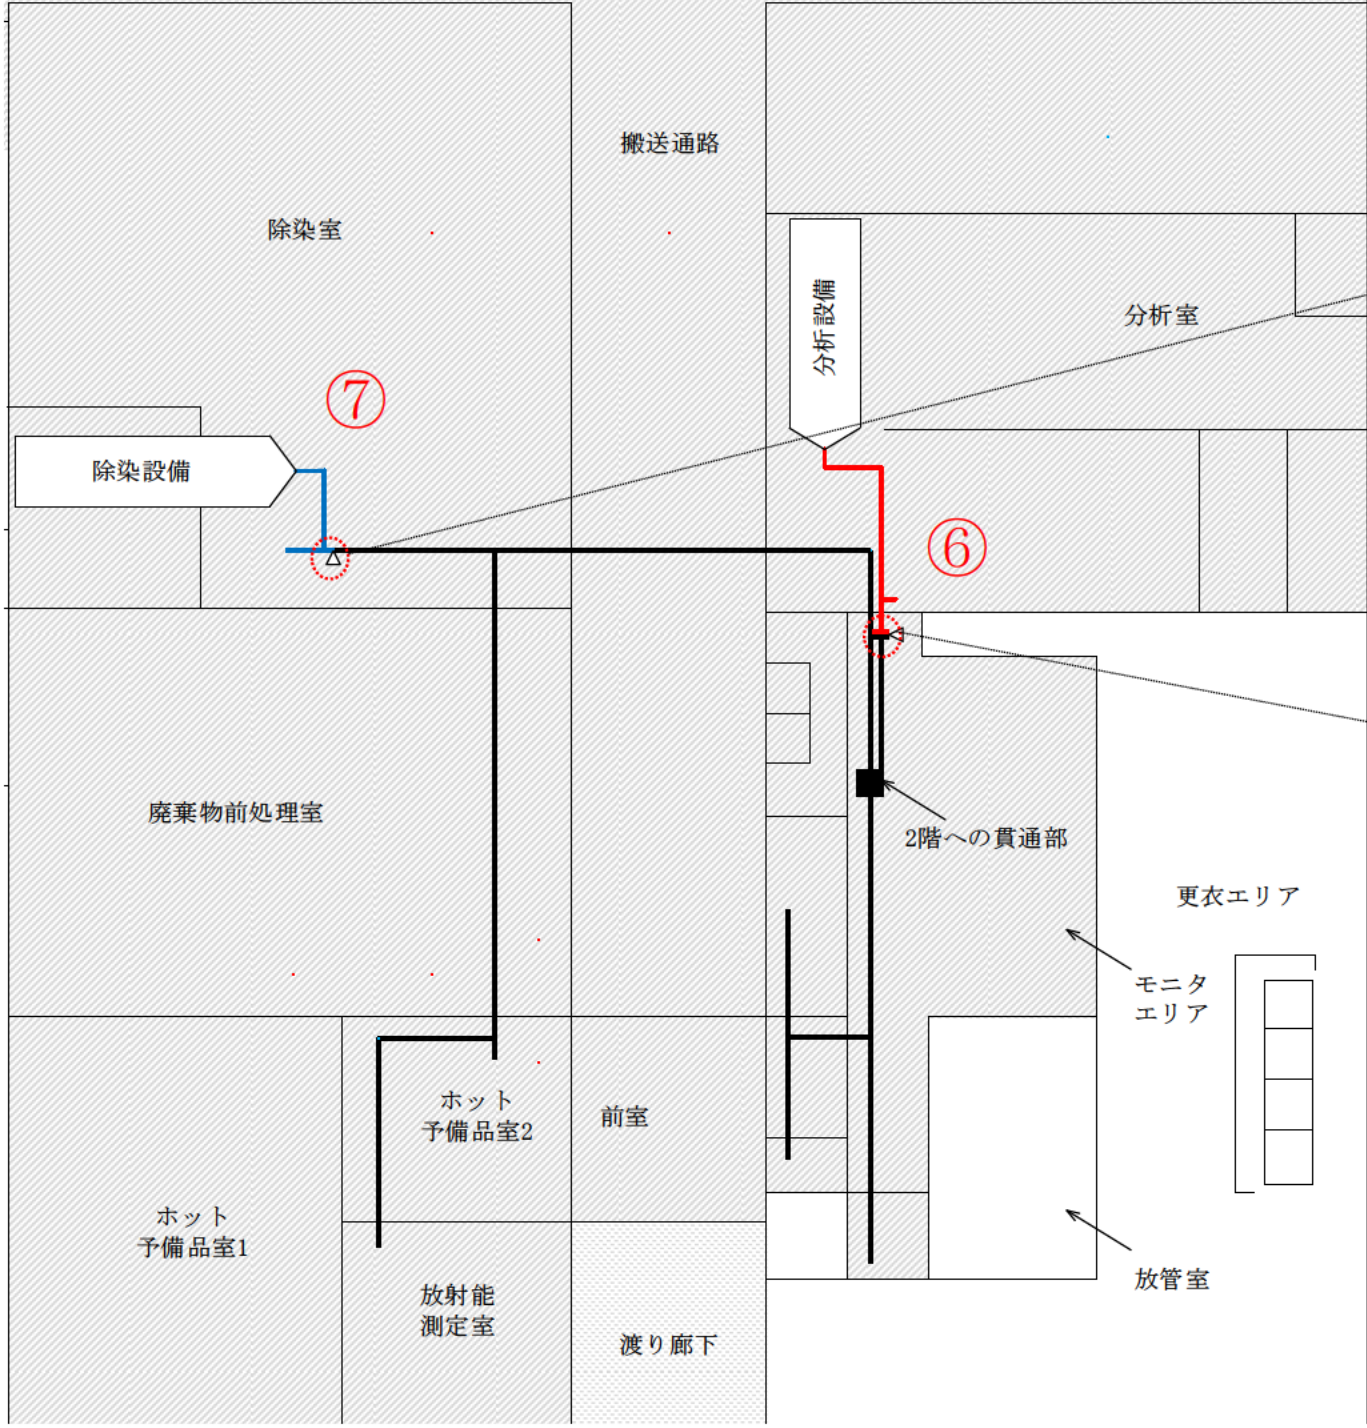 搬送通路
除染室
分析設備
分析室
⑦
除染設備
⑥
廃棄物前処理室
2階への貫通部
更衣エリア
モニタ
エリア
ホット
予備品室2
前室
ホット
予備品室1
放管室
放射能
測定室
渡り廊下